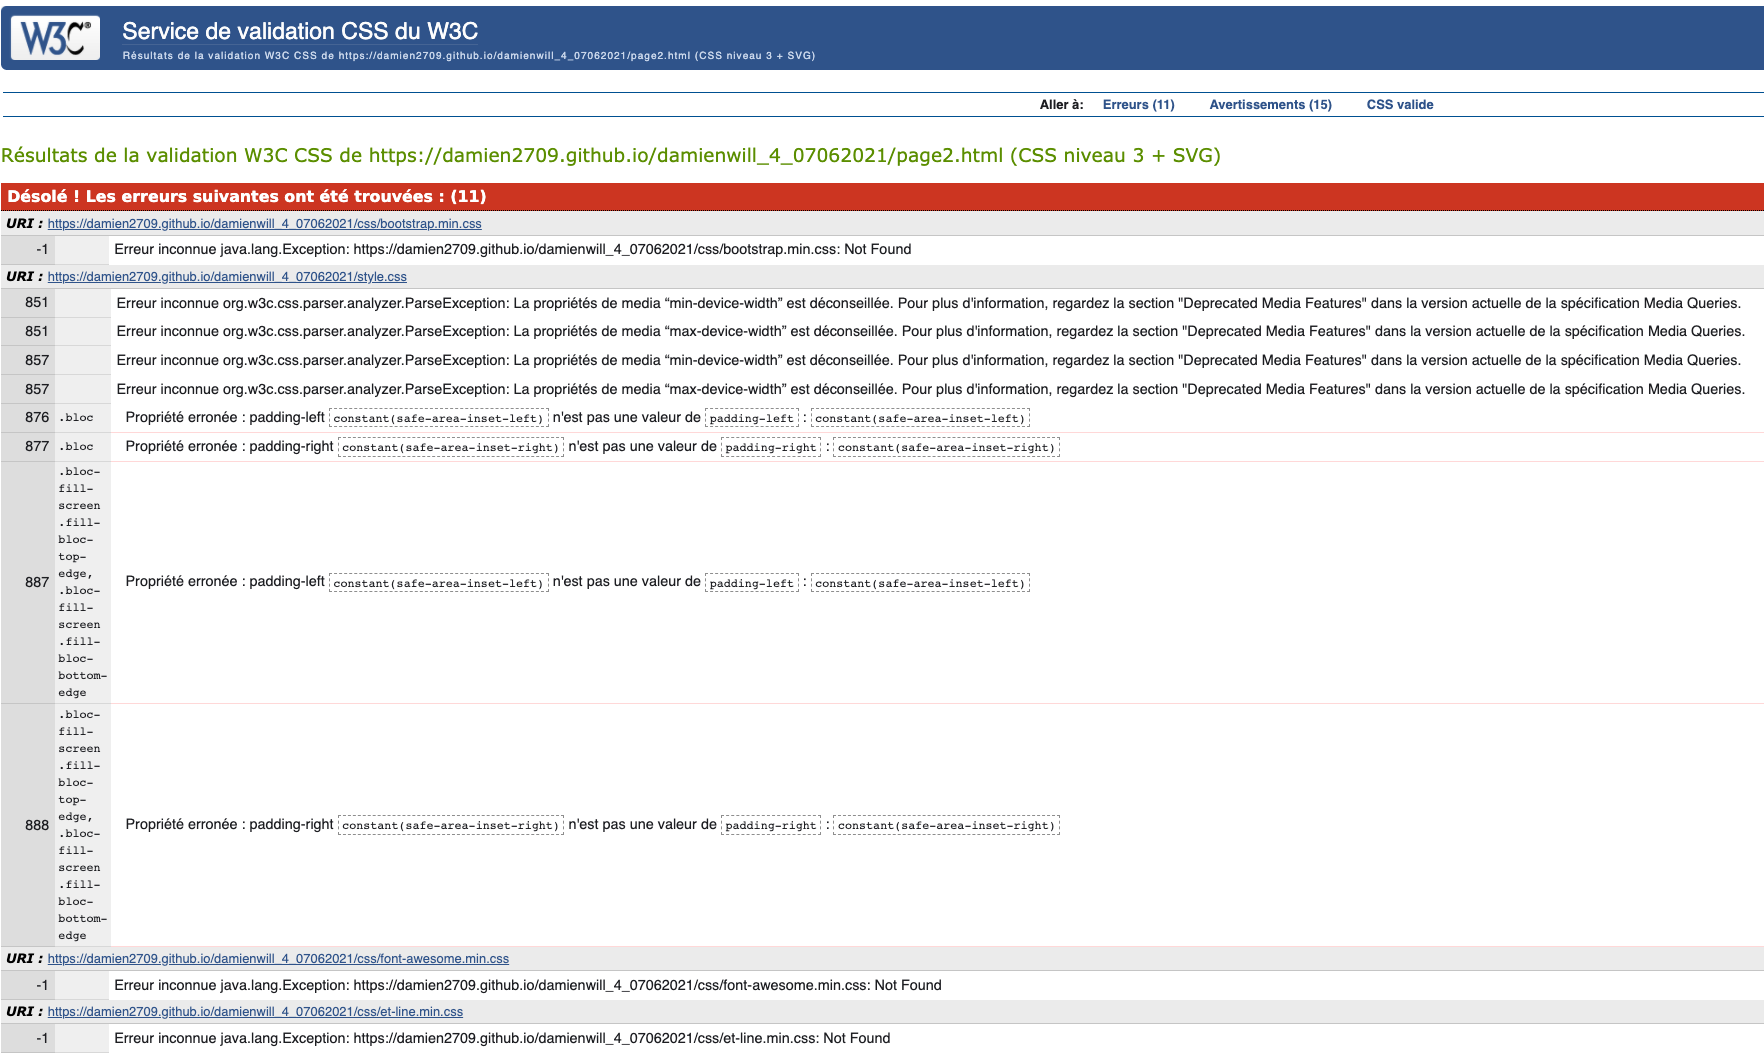 W3C®
Service de validation CSS du W3C
Résultats de la validation W3C CSS de https://damien2709.github.io/damienwill_4_07062021/page2.html (CSS niveau 3 + SVG)
Aller à: Erreurs (11) Avertissements (15) CSS valide
Résultats de la validation W3C CSS de https://damien2709.github.io/damienwill_4_07062021/page2.html (CSS niveau 3 + SVG)
Désolé ! Les erreurs suivantes ont été trouvées : (11)
URI : https://damien2709.github.io/damienwill_4_07062021/css/bootstrap.min.css
-1 Erreur inconnue java.lang.Exception: https://damien2709.github.io/damienwill_4_07062021/css/bootstrap.min.css: Not Found
URI : https://damien2709.github.io/damienwill_4_07062021/style.css
851 Erreur inconnue org.w3c.css.parser.analyzer.ParseException: La propriétés de media “min-device-width” est déconseillée. Pour plus d'information, regardez la section "Deprecated Media Features" dans la version actuelle de la spécification Media Queries.
851 Erreur inconnue org.w3c.css.parser.analyzer.ParseException: La propriétés de media “max-device-width” est déconseillée. Pour plus d'information, regardez la section "Deprecated Media Features" dans la version actuelle de la spécification Media Queries.
857 Erreur inconnue org.w3c.css.parser.analyzer.ParseException: La propriétés de media “min-device-width” est déconseillée. Pour plus d'information, regardez la section "Deprecated Media Features" dans la version actuelle de la spécification Media Queries.
857 Erreur inconnue org.w3c.css.parser.analyzer.ParseException: La propriétés de media “max-device-width” est déconseillée. Pour plus d'information, regardez la section "Deprecated Media Features" dans la version actuelle de la spécification Media Queries.
876 .bloc Propriété erronée : padding-left constant(safe-area-inset-left) n'est pas une valeur de padding-left : constant(safe-area-inset-left)
877 .bloc Propriété erronée : padding-right constant(safe-area-inset-right) n'est pas une valeur de padding-right : constant(safe-area-inset-right)
.bloc-
fill-
screen
.fill-
bloc-
top-
edge,
887 Propriété erronée : padding-left constant(safe-area-inset-left) n'est pas une valeur de padding-left : constant(safe-area-inset-left)
.bloc-
fill-
screen
.fill-
bloc-
bottom-
edge
.bloc-
fill-
screen
.fill-
bloc-
top-
edge,
888 Propriété erronée : padding-right constant(safe-area-inset-right) n'est pas une valeur de padding-right : constant(safe-area-inset-right)
.bloc-
fill-
screen
.fill-
bloc-
bottom-
edge
URI : https://damien2709.github.io/damienwill_4_07062021/css/font-awesome.min.css
-1 Erreur inconnue java.lang.Exception: https://damien2709.github.io/damienwill_4_07062021/css/font-awesome.min.css: Not Found
URI : https://damien2709.github.io/damienwill_4_07062021/css/et-line.min.css
-1 Erreur inconnue java.lang.Exception: https://damien2709.github.io/damienwill_4_07062021/css/et-line.min.css: Not Found